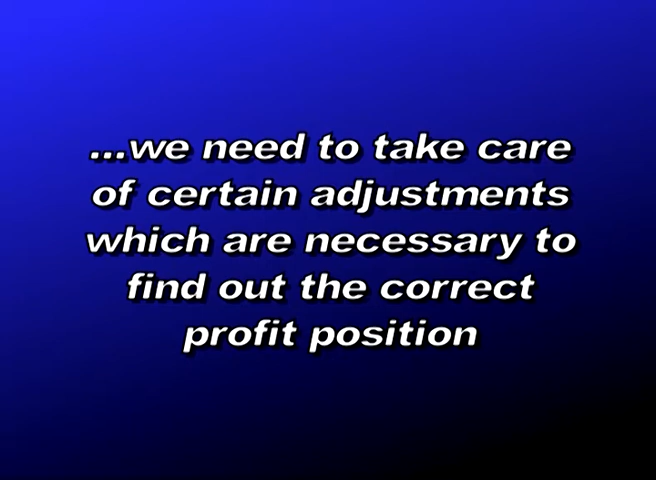 ...we need to take care
of certain adjustments
which are necessary to
find out the correct
profit position